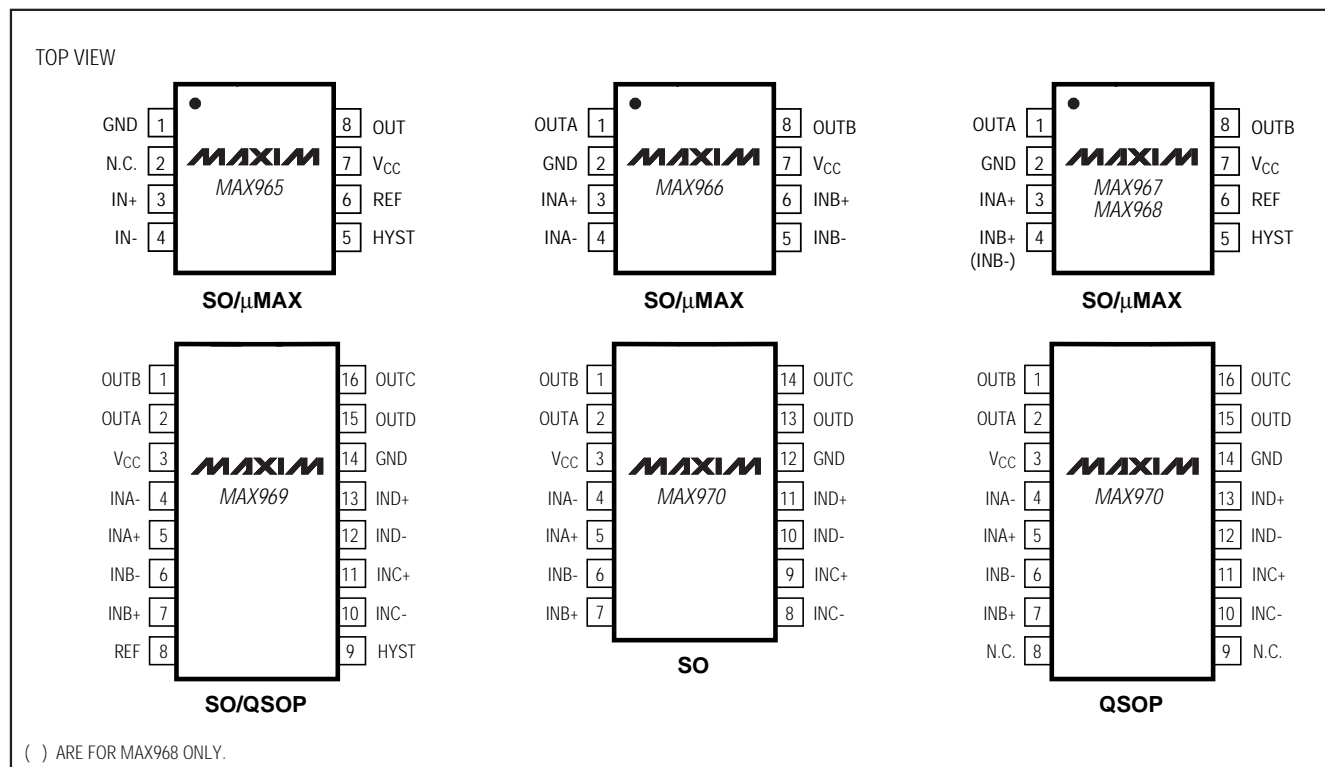 TOP VIEW
GND 1
N.C. 2
IN+ 3
IN- 4
MAXIM
MAX965
8 OUT
7 VCC
6 REF
5 HYST
SO/µMAX
OUTA 1
GND 2
INA+ 3
INA- 4
MAXIM
MAX966
8 OUTB
7 VCC
6 INB+
5 INB-
SO/µMAX
OUTA 1
GND 2
INA+ 3
INB+ 4
(INB-)
MAXIM
MAX967
MAX968
8 OUTB
7 VCC
6 REF
5 HYST
SO/µMAX
OUTB 1
OUTA 2
VCC 3
INA- 4
INA+ 5
INB- 6
INB+ 7
REF 8
MAXIM
MAX969
16 OUTC
15 OUTD
14 GND
13 IND+
12 IND-
11 INC+
10 INC-
9 HYST
SO/QSOP
OUTB 1
OUTA 2
VCC 3
INA- 4
INA+ 5
INB- 6
INB+ 7
MAXIM
MAX970
14 OUTC
13 OUTD
12 GND
11 IND+
10 IND-
9 INC+
8 INC-
SO
OUTB 1
OUTA 2
VCC 3
INA- 4
INA+ 5
INB- 6
INB+ 7
N.C. 8
MAXIM
MAX970
16 OUTC
15 OUTD
14 GND
13 IND+
12 IND-
11 INC+
10 INC-
9 N.C.
QSOP
( ) ARE FOR MAX968 ONLY.